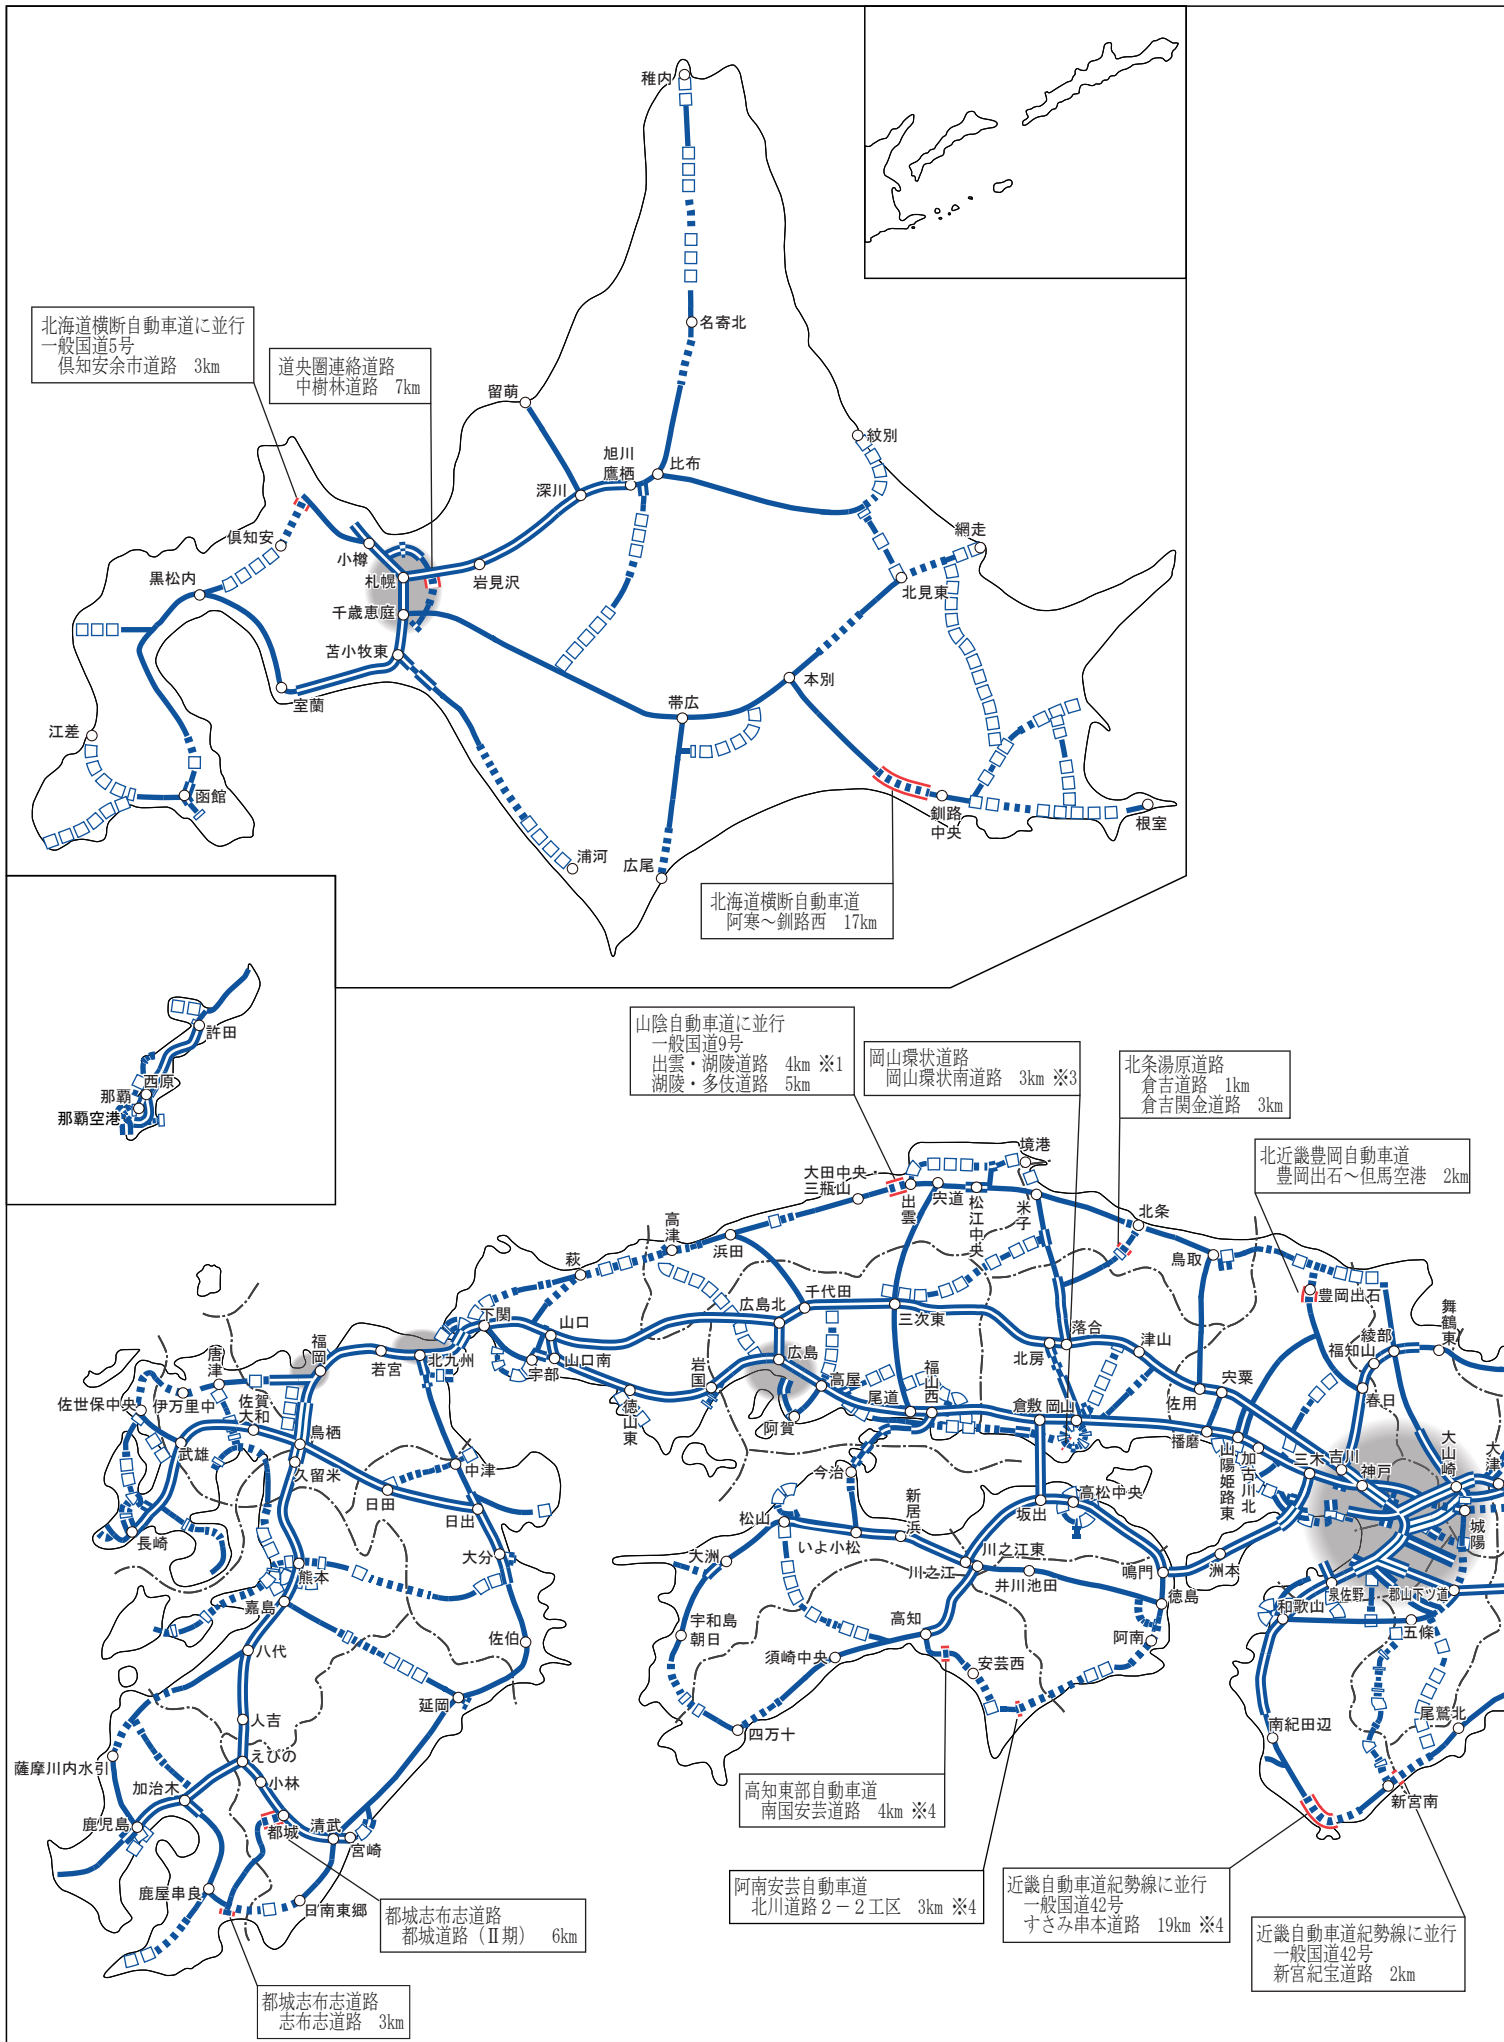 稚内
名寄北
北海道横断自動車道に並行
一般国道5号
倶知安余市道路 3km
道央圏連絡道路
中樹林道路 7km
留萌
紋別
旭川
鷹栖
比布
深川
網走
倶知安
小樽
黒松内
札幌
岩見沢
北見東
千歳恵庭
苫小牧東
本別
室蘭
帯広
江差
函館
釧路
中央
根室
浦河
広尾
北海道横断自動車道
阿寒～釧路西 17km
許田
西原
那覇
那覇空港
山陰自動車道に並行
一般国道9号
出雲・湖陵道路 4km ※1
湖陵・多伎道路 5km
岡山環状道路
岡山環状南道路 3km ※3
北条湯原道路
倉吉道路 1km
倉吉関金道路 3km
北近畿豊岡自動車道
豊岡出石～但馬空港 2km
境港
大田中央・
三瓶山
出雲
宍道
松江中央
米子
北条
高津
浜田
鳥取
萩
豊岡出石
舞鶴東
綾部
福知山
千代田
広島北
三次東
下関
山口
落合
津山
北房
福岡
若宮
北九州
宇部
山口南
岩国
広島
唐津
高屋
福山西
尾道
佐用
宍粟
春日
佐世保中央
伊万里中
佐賀
大和
徳山東
阿賀
倉敷
岡山
播磨
山陽姫路東
加古川北
三木
吉川
神戸
大山崎
大津
鳥栖
武雄
久留米
中津
今治
日田
日出
松山
新居浜
坂出
高松中央
城陽
長崎
大分
大洲
いよ小松
川之江
川之江東
井川池田
鳴門
洲本
熊本
徳島
泉佐野
郡山下ツ道
嘉島
宇和島
朝日
高知
和歌山
五條
佐伯
阿南
八代
須崎中央
安芸西
延岡
人吉
四万十
南紀田辺
尾鷲北
えびの
薩摩川内水引
小林
加治木
新宮南
鹿児島
都城
清武
宮崎
高知東部自動車道
南国安芸道路 4km ※4
鹿屋串良
日南東郷
阿南安芸自動車道
北川道路２－２工区 3km ※4
近畿自動車道紀勢線に並行
一般国道42号
すさみ串本道路 19km ※4
都城志布志道路
都城道路（Ⅱ期） 6km
近畿自動車道紀勢線に並行
一般国道42号
新宮紀宝道路 2km
都城志布志道路
志布志道路 3km